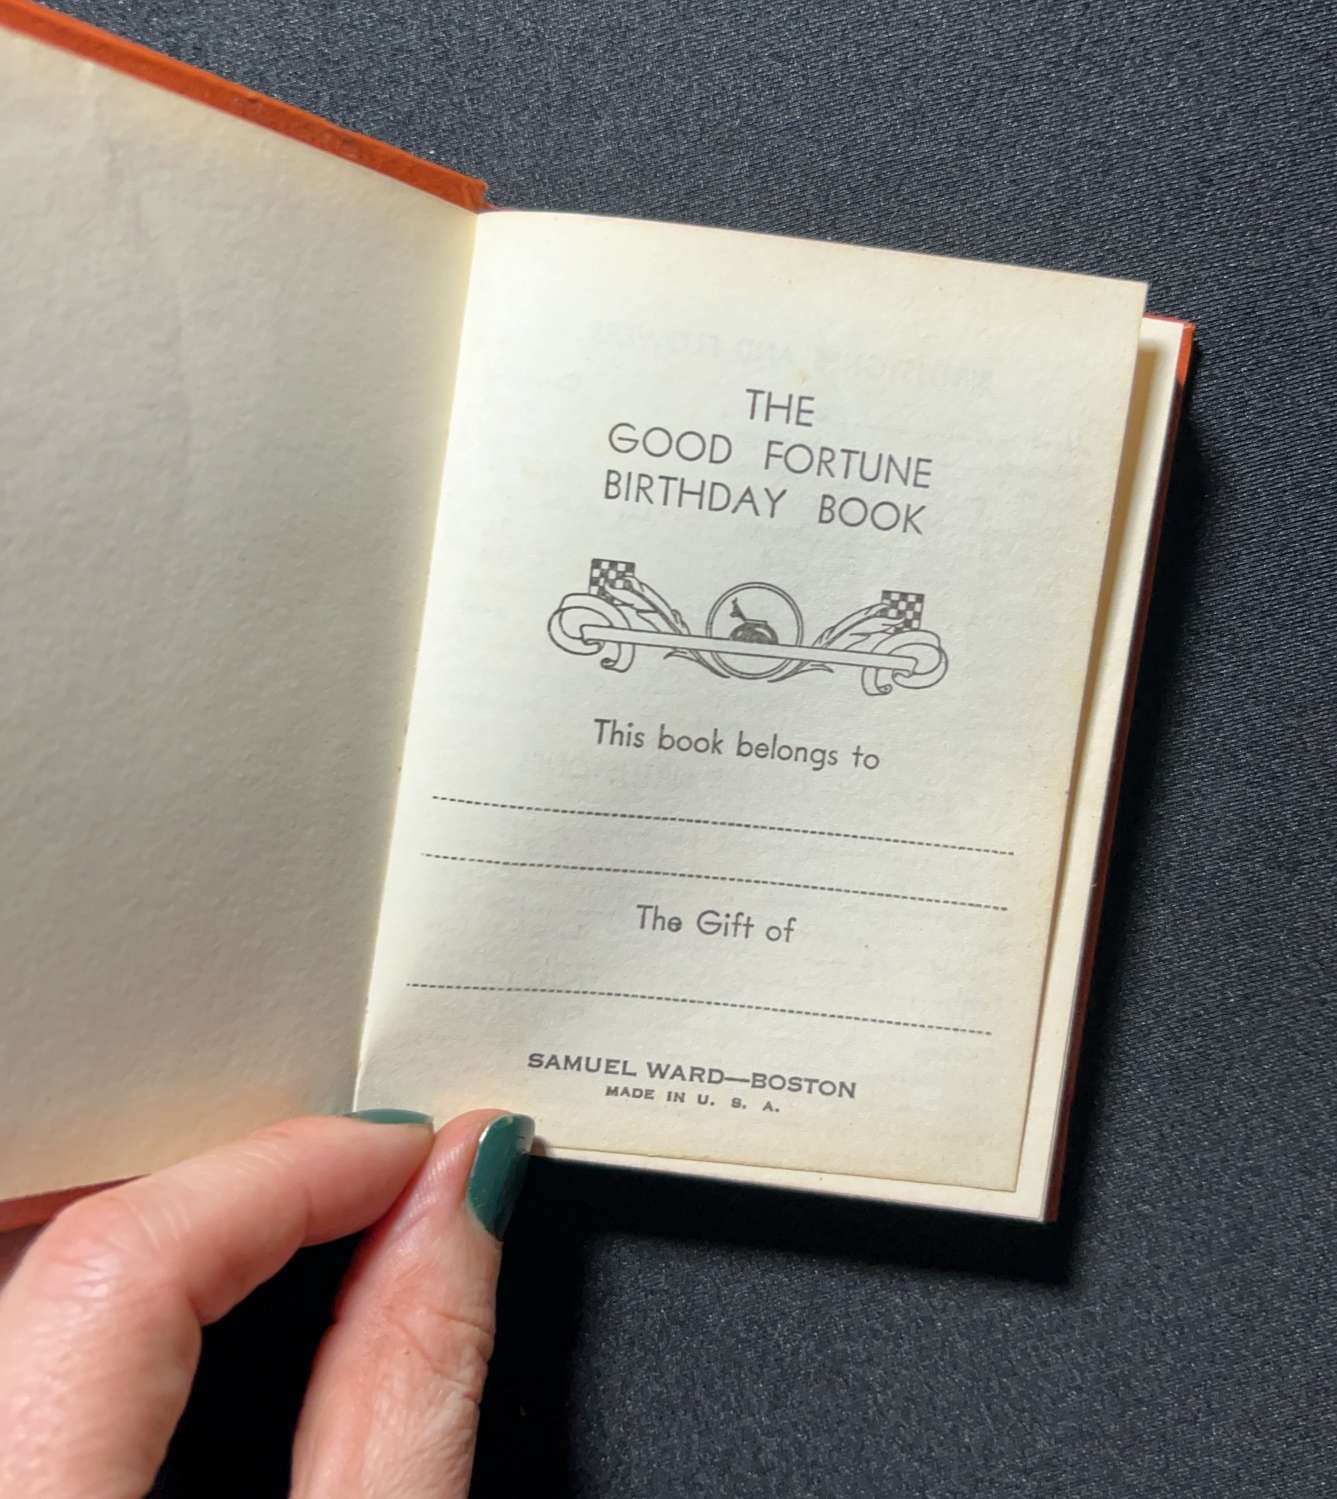 THE
GOOD FORTUNE
BIRTHDAY BOOK
This book belongs to
The Gift of
SAMUEL WARD—BOSTON
MADE IN U. S. A.